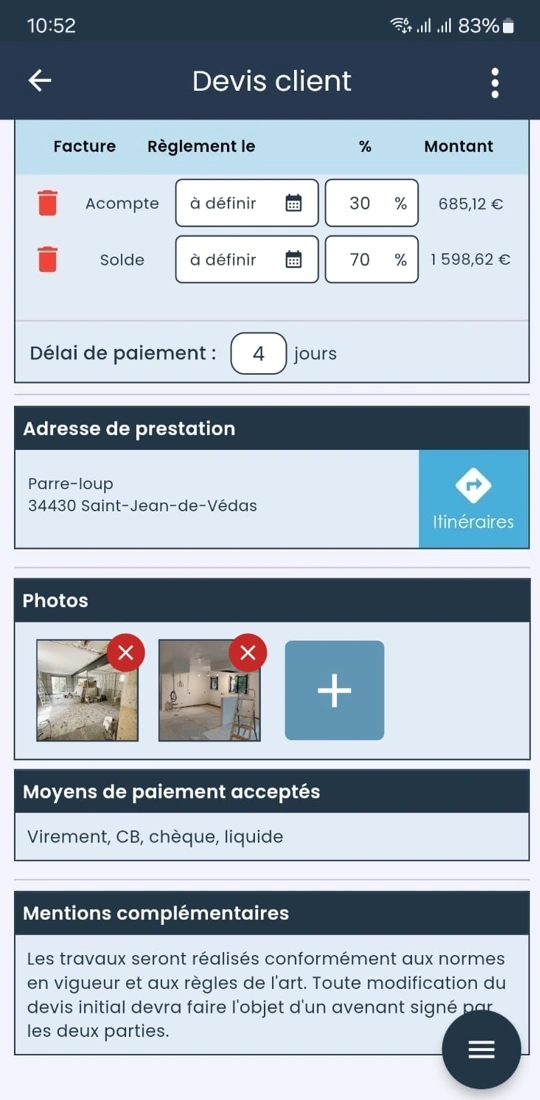 10:52
83%
Devis client
Facture Règlement le % Montant
Acompte à définir 30 % 685,12 €
Solde à définir 70 % 1 598,62 €
Délai de paiement : 4 jours
Adresse de prestation
Parre-loup
34430 Saint-Jean-de-Védas
Itinéraires
Photos
Moyens de paiement acceptés
Virement, CB, chèque, liquide
Mentions complémentaires
Les travaux seront réalisés conformément aux normes
en vigueur et aux règles de l'art. Toute modification du
devis initial devra faire l'objet d'un avenant signé par
les deux parties.